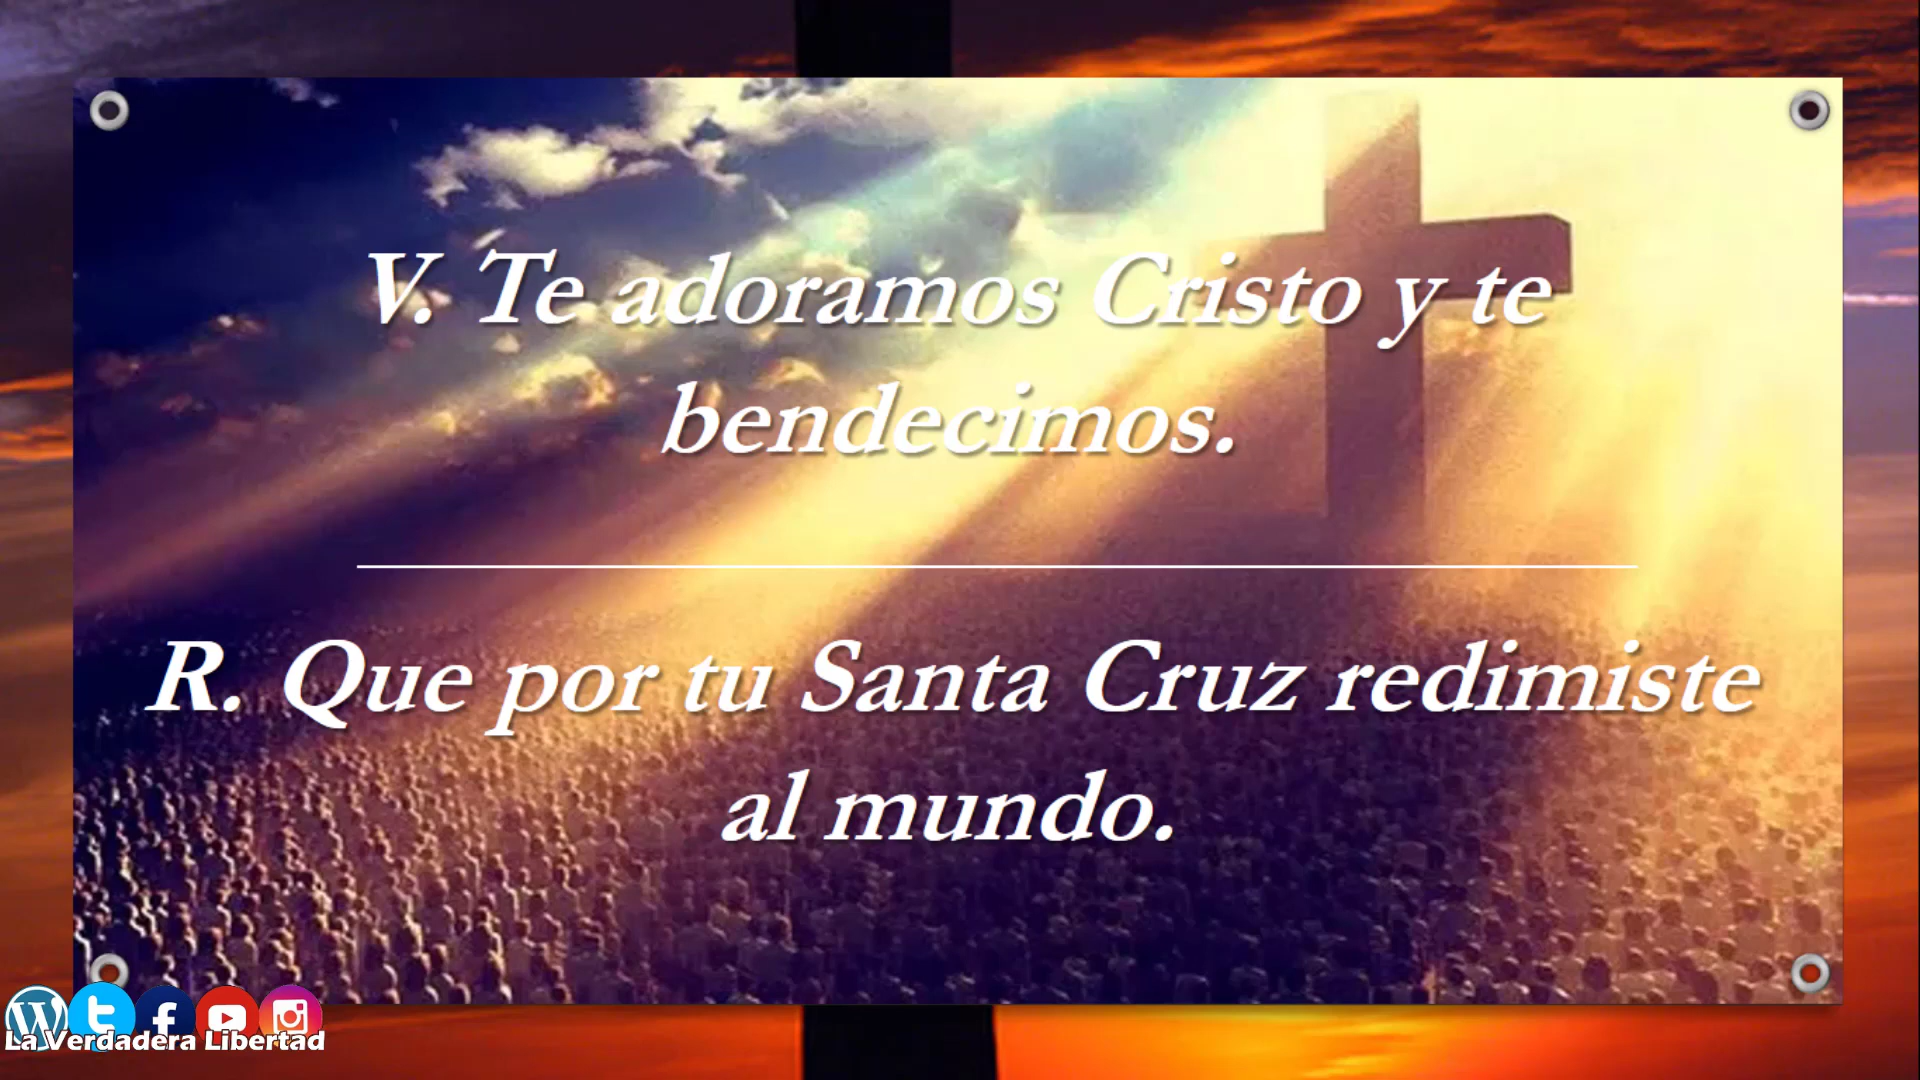 V. Te adoramos Cristo y te
bendecimos.
R. Que por tu Santa Cruz redimiste
al mundo.
La Verdadera Libertad